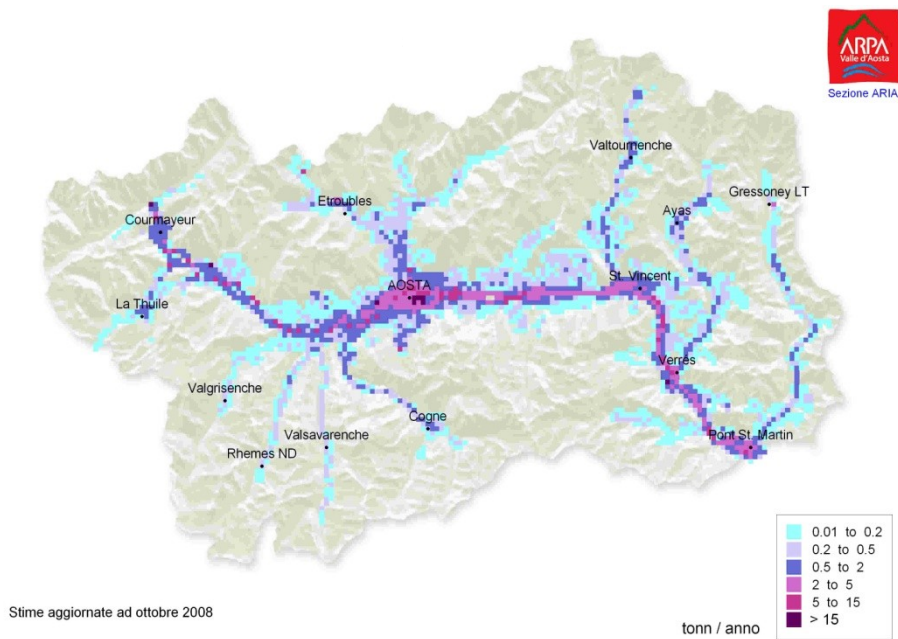 ARPA
Valle d'Aosta
Sezione ARIA
Valtournenche
Etroubles
Ayas
Gressoney LT
Courmayeur
AOSTA
St. Vincent
La Thuile
Verrès
Valgrisenche
Cogne
Valsavarenche
Rhemes ND
Pont St. Martin
0.01 to 0.2
0.2 to 0.5
0.5 to 2
2 to 5
5 to 15
> 15
Stime aggiornate ad ottobre 2008
tonn / anno